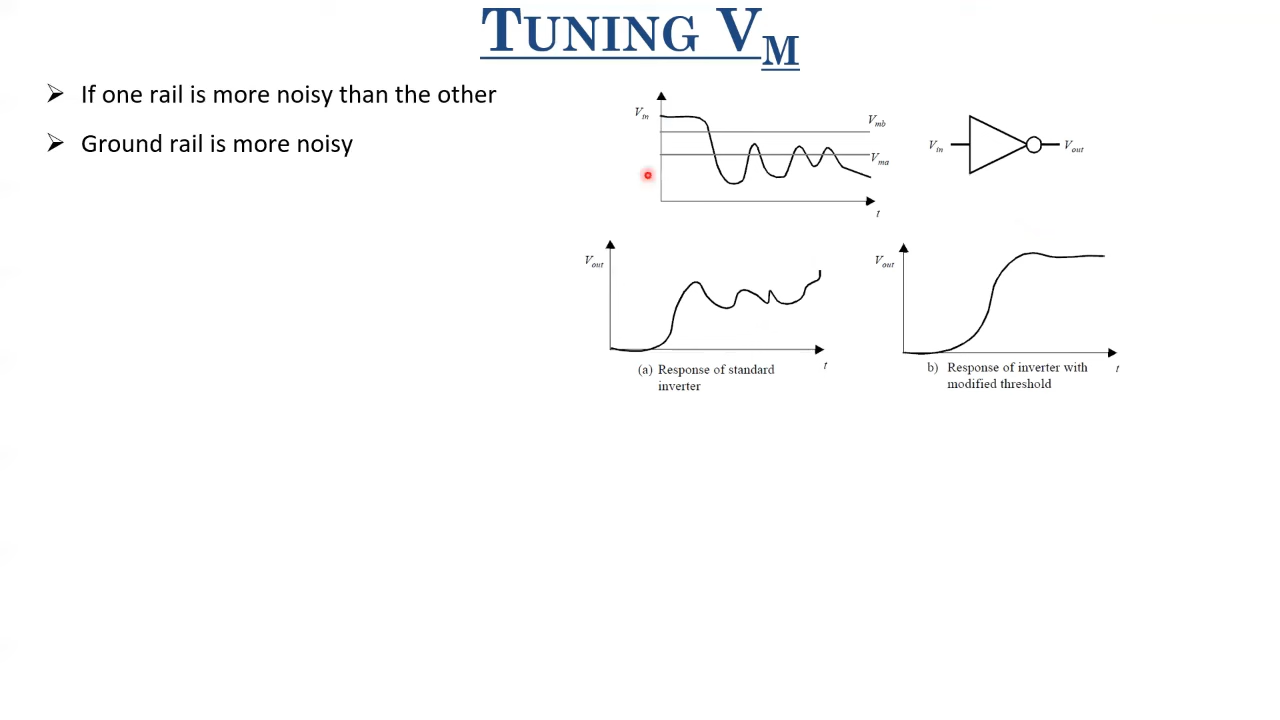 TUNING VM
If one rail is more noisy than the other
Ground rail is more noisy
Vin
Vmb
Vma
t
Vin
Vout
Vout
t
(a) Response of standard
inverter
Vout
t
b) Response of inverter with
modified threshold